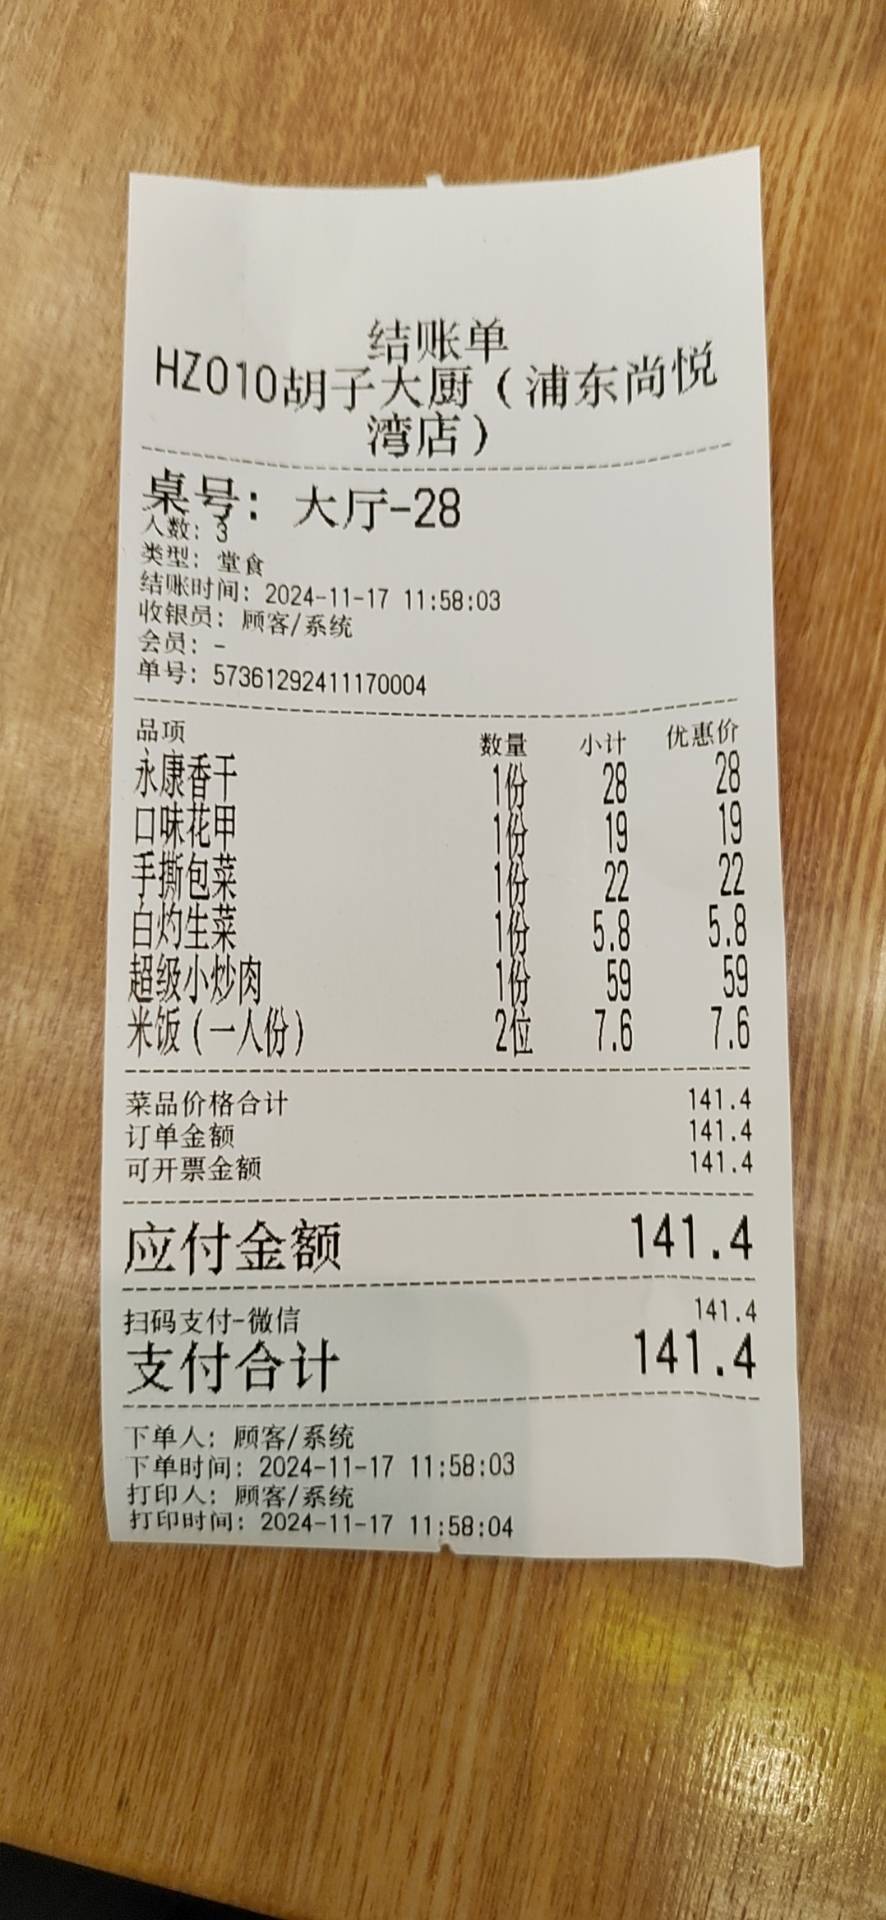 结账单
HZ010胡子大厨（浦东尚悦
湾店）
桌号：大厅-28
人数：3
类型：堂食
结账时间：2024-11-17 11:58:03
收银员：顾客/系统
会员：-
单号：57361292411170004
品项 数量 小计 优惠价
永康香干 1份 28 28
口味花甲 1份 19 19
手撕包菜 1份 22 22
白灼生菜 1份 5.8 5.8
超级小炒肉 1份 59 59
米饭（一人份） 2位 7.6 7.6
菜品价格合计 141.4
订单金额 141.4
可开票金额 141.4
应付金额 141.4
扫码支付-微信 141.4
支付合计 141.4
下单人：顾客/系统
下单时间：2024-11-17 11:58:03
打印人：顾客/系统
打印时间：2024-11-17 11:58:04